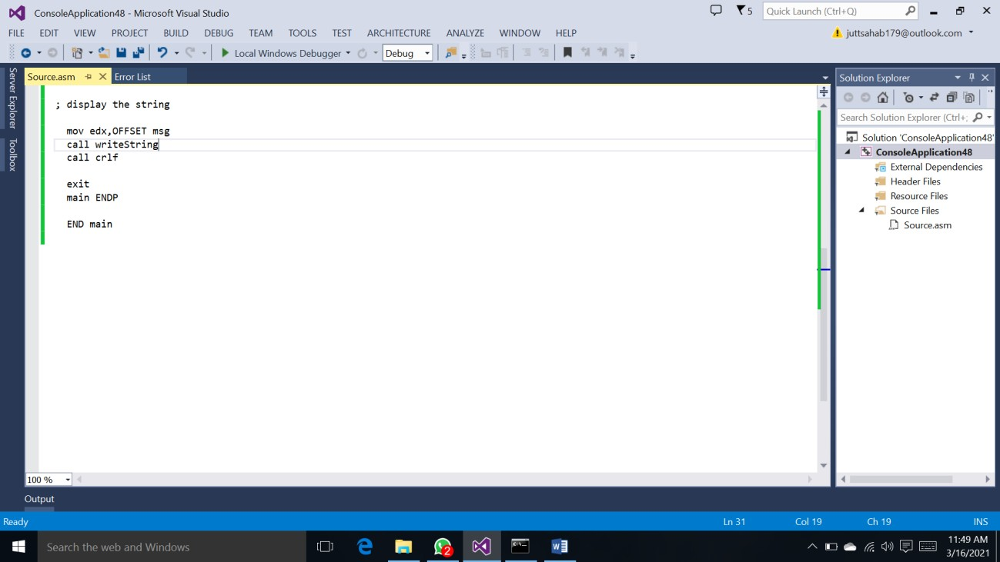 ConsoleApplication48 - Microsoft Visual Studio
5
Quick Launch (Ctrl+Q)
FILE EDIT VIEW PROJECT BUILD DEBUG TEAM TOOLS TEST ARCHITECTURE ANALYZE WINDOW HELP
juttsahab179@outlook.com
Local Windows Debugger
Debug
Server Explorer
Toolbox
Source.asm
Error List
; display the string
mov edx,OFFSET msg
call writeString
call crlf
exit
main ENDP
END main
100 %
Solution Explorer
Search Solution Explorer (Ctrl+;
Solution 'ConsoleApplication48'
ConsoleApplication48
External Dependencies
Header Files
Resource Files
Source Files
Source.asm
Output
Ready
Ln 31
Col 19
Ch 19
INS
Search the web and Windows
2
11:49 AM
3/16/2021